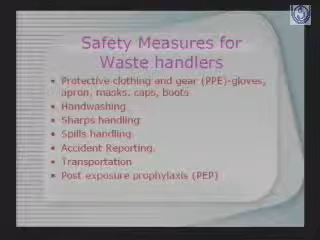 Safety Measures for
Waste handlers
• Protective clothing and gear (PPE)-gloves,
apron, masks. caps, boots
• Handwashing
• Sharps handling
• Spills handling
• Accident Reporting.
• Transportation
• Post exposure prophylaxis (PEP)